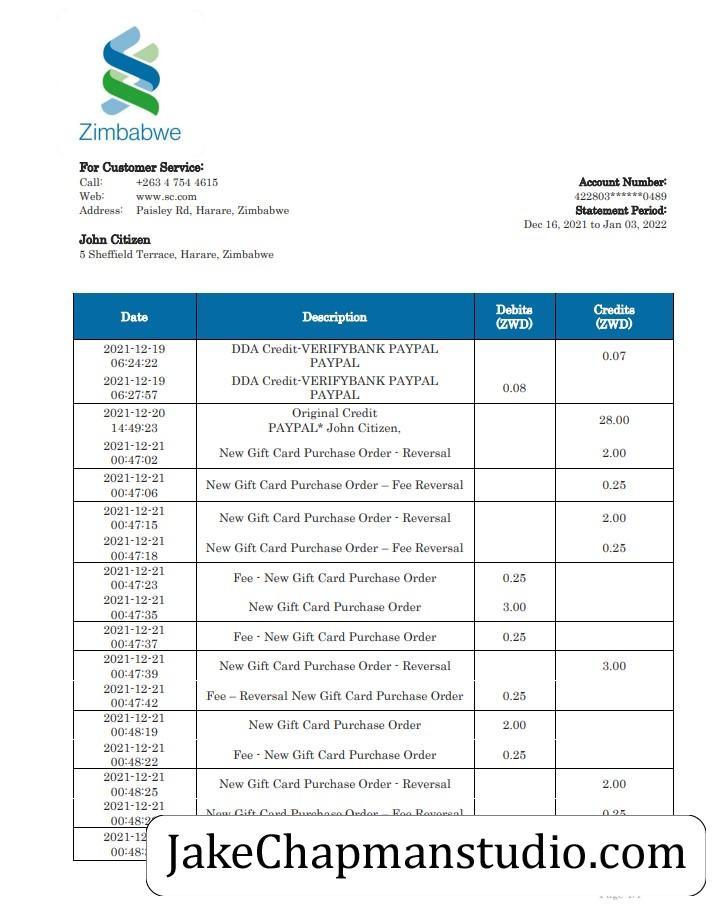 Zimbabwe
For Customer Service:
Call: +263 4 754 4615
Web: www.sc.com
Address: Paisley Rd, Harare, Zimbabwe
Account Number:
422803******0489
Statement Period:
Dec 16, 2021 to Jan 03, 2022
John Citizen
5 Sheffield Terrace, Harare, Zimbabwe
Date Description Debits (ZWD) Credits (ZWD)
2021-12-19
06:24:22 DDA Credit-VERIFYBANK PAYPAL
PAYPAL 0.07
2021-12-19
06:27:57 DDA Credit-VERIFYBANK PAYPAL
PAYPAL 0.08
2021-12-20
14:49:23 Original Credit
PAYPAL* John Citizen, 28.00
2021-12-21
00:47:02 New Gift Card Purchase Order - Reversal 2.00
2021-12-21
00:47:06 New Gift Card Purchase Order – Fee Reversal 0.25
2021-12-21
00:47:15 New Gift Card Purchase Order - Reversal 2.00
2021-12-21
00:47:18 New Gift Card Purchase Order – Fee Reversal 0.25
2021-12-21
00:47:23 Fee - New Gift Card Purchase Order 0.25
2021-12-21
00:47:35 New Gift Card Purchase Order 3.00
2021-12-21
00:47:37 Fee - New Gift Card Purchase Order 0.25
2021-12-21
00:47:39 New Gift Card Purchase Order - Reversal 3.00
2021-12-21
00:47:42 Fee – Reversal New Gift Card Purchase Order 0.25
2021-12-21
00:48:19 New Gift Card Purchase Order 2.00
2021-12-21
00:48:22 Fee - New Gift Card Purchase Order 0.25
2021-12-21
00:48:25 New Gift Card Purchase Order - Reversal 2.00
2021-12-21
New Gift Card Purchase Order – Fee Reversal 0.25
JakeChapmanstudio.com